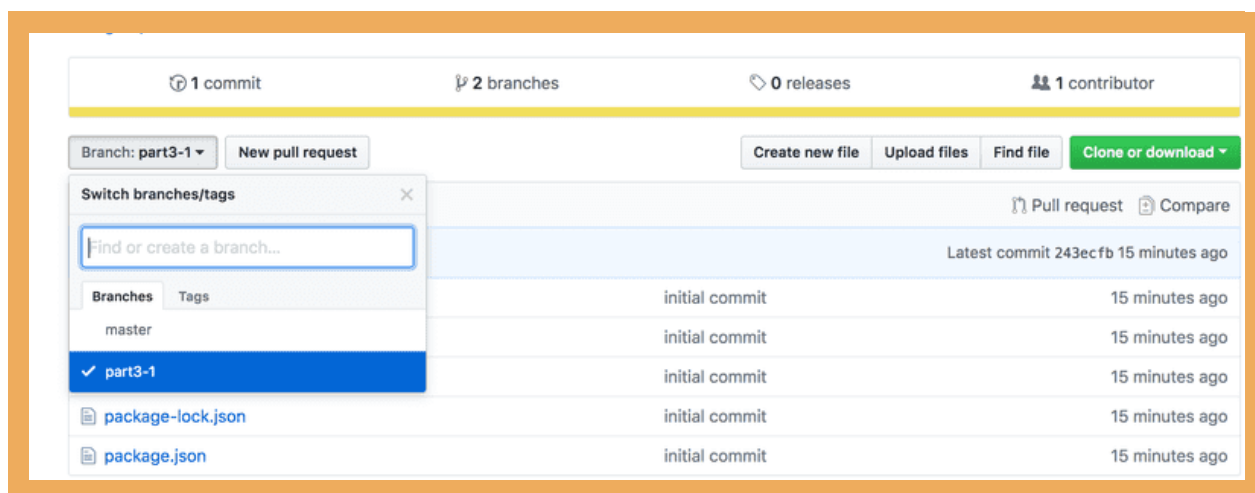 1 commit
2 branches
0 releases
1 contributor
Branch: part3-1
New pull request
Create new file
Upload files
Find file
Clone or download
Switch branches/tags
Pull request
Compare
Find or create a branch...
Latest commit 243ecfb 15 minutes ago
Branches
Tags
initial commit
15 minutes ago
master
initial commit
15 minutes ago
part3-1
initial commit
15 minutes ago
package-lock.json
initial commit
15 minutes ago
package.json
initial commit
15 minutes ago